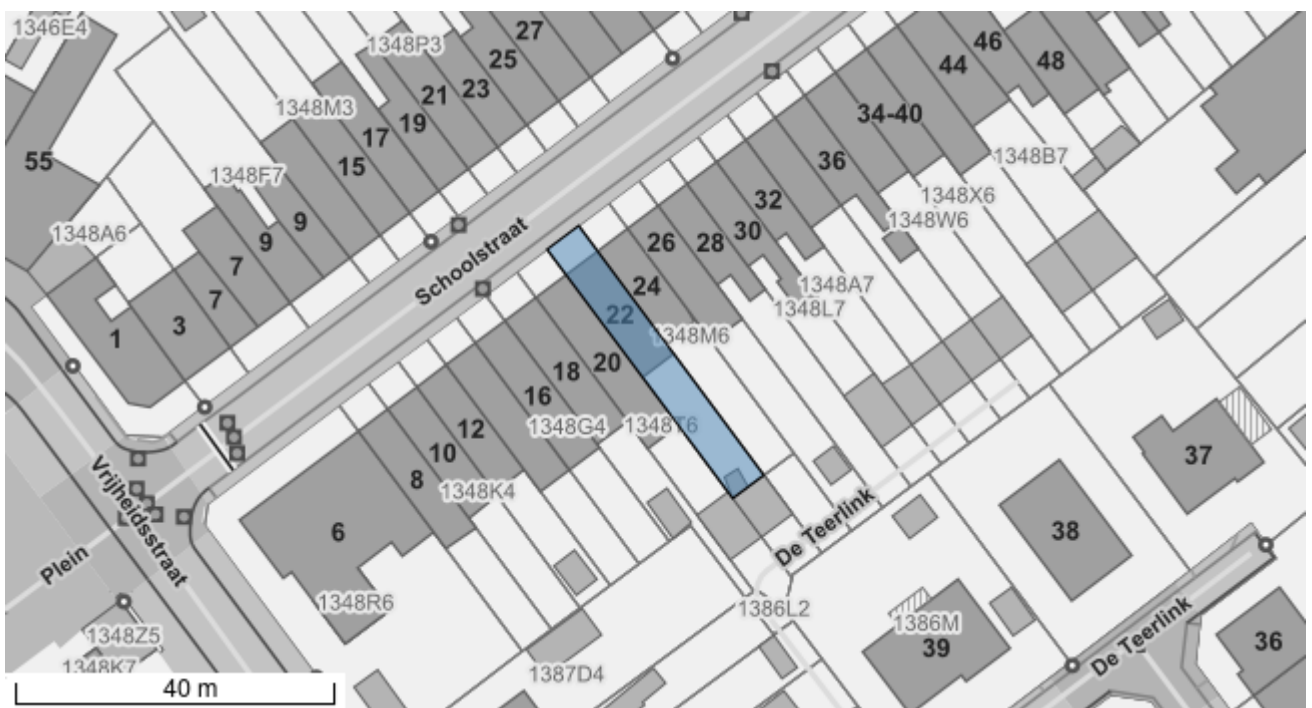 1346E4
1348P3
27
25
23
21
19
17
15
1348M3
46
48
44
34-40
55
1348F7
9
9
7
7
1348A6
3
1
Schoolstraat
36
32
30
28
26
24
22
20
18
16
12
10
8
6
1348B7
1348X6
1348W6
1348A7
1348L7
1348M6
1348T6
1348G4
1348K4
1348R6
Vrijheidsstraat
Plein
1348Z5
1348K7
40 m
De Teerlink
37
38
39
1386L2
1386M
1387D4
De Teerlink
36